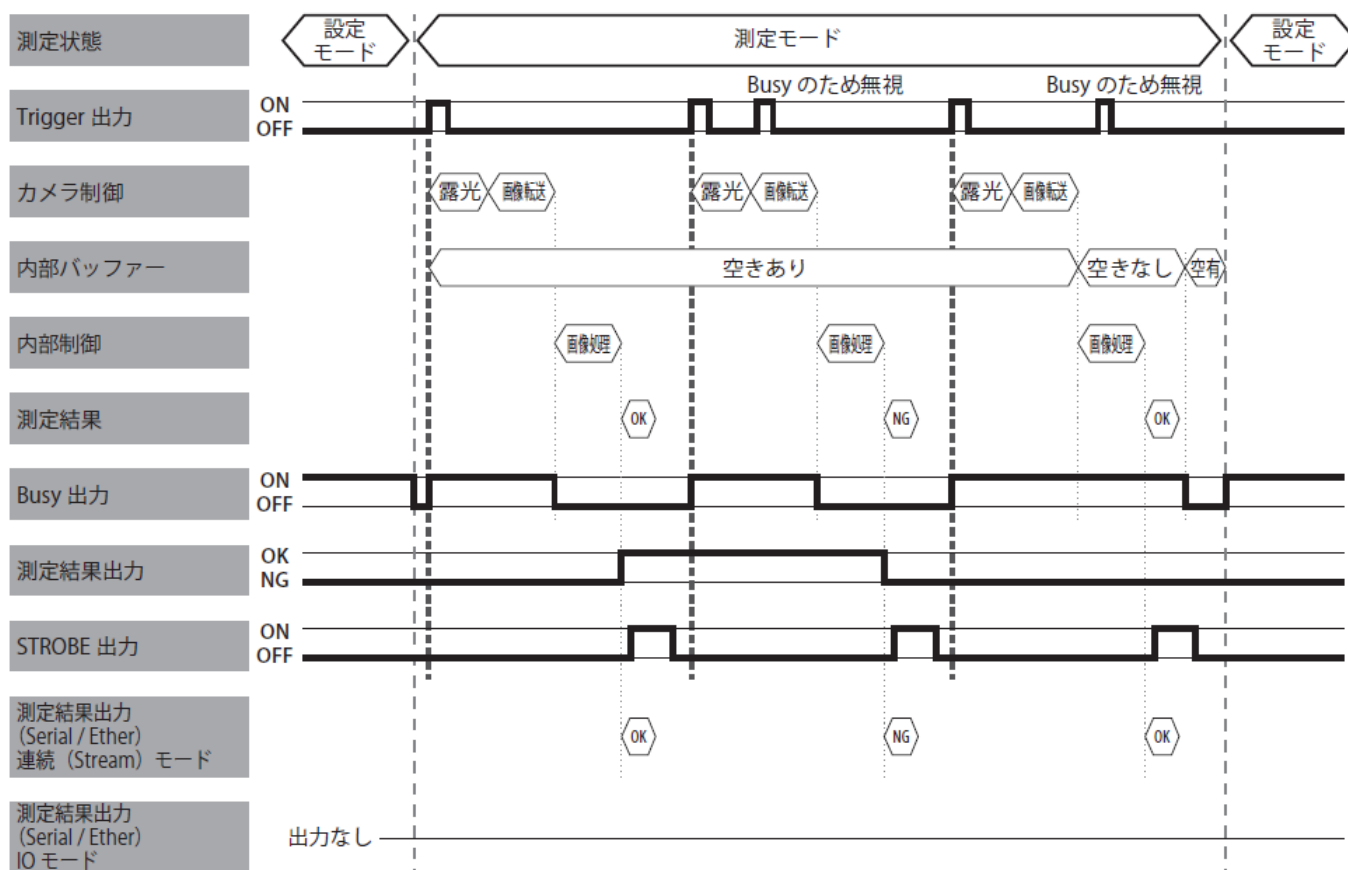 測定状態
設定
モード
測定モード
設定
モード
Busy のため無視
Busy のため無視
Trigger 出力
ON
OFF
カメラ制御
露光
画像転送
露光
画像転送
露光
画像転送
内部バッファー
空きあり
空きなし
空有
内部制御
画像処理
画像処理
画像処理
測定結果
OK
NG
OK
Busy 出力
ON
OFF
測定結果出力
OK
NG
STROBE 出力
ON
OFF
測定結果出力
(Serial / Ether)
連続（Stream）モード
OK
NG
OK
測定結果出力
(Serial / Ether)
IO モード
出力なし